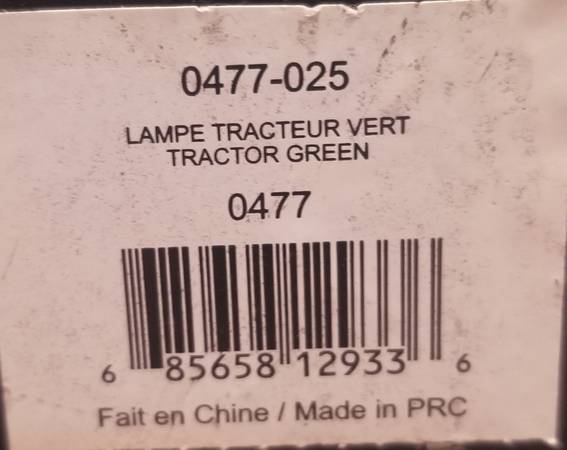 0477-025
LAMPE TRACTEUR VERT
TRACTOR GREEN
0477
6 85658 12933 6
Fait en Chine / Made in PRC